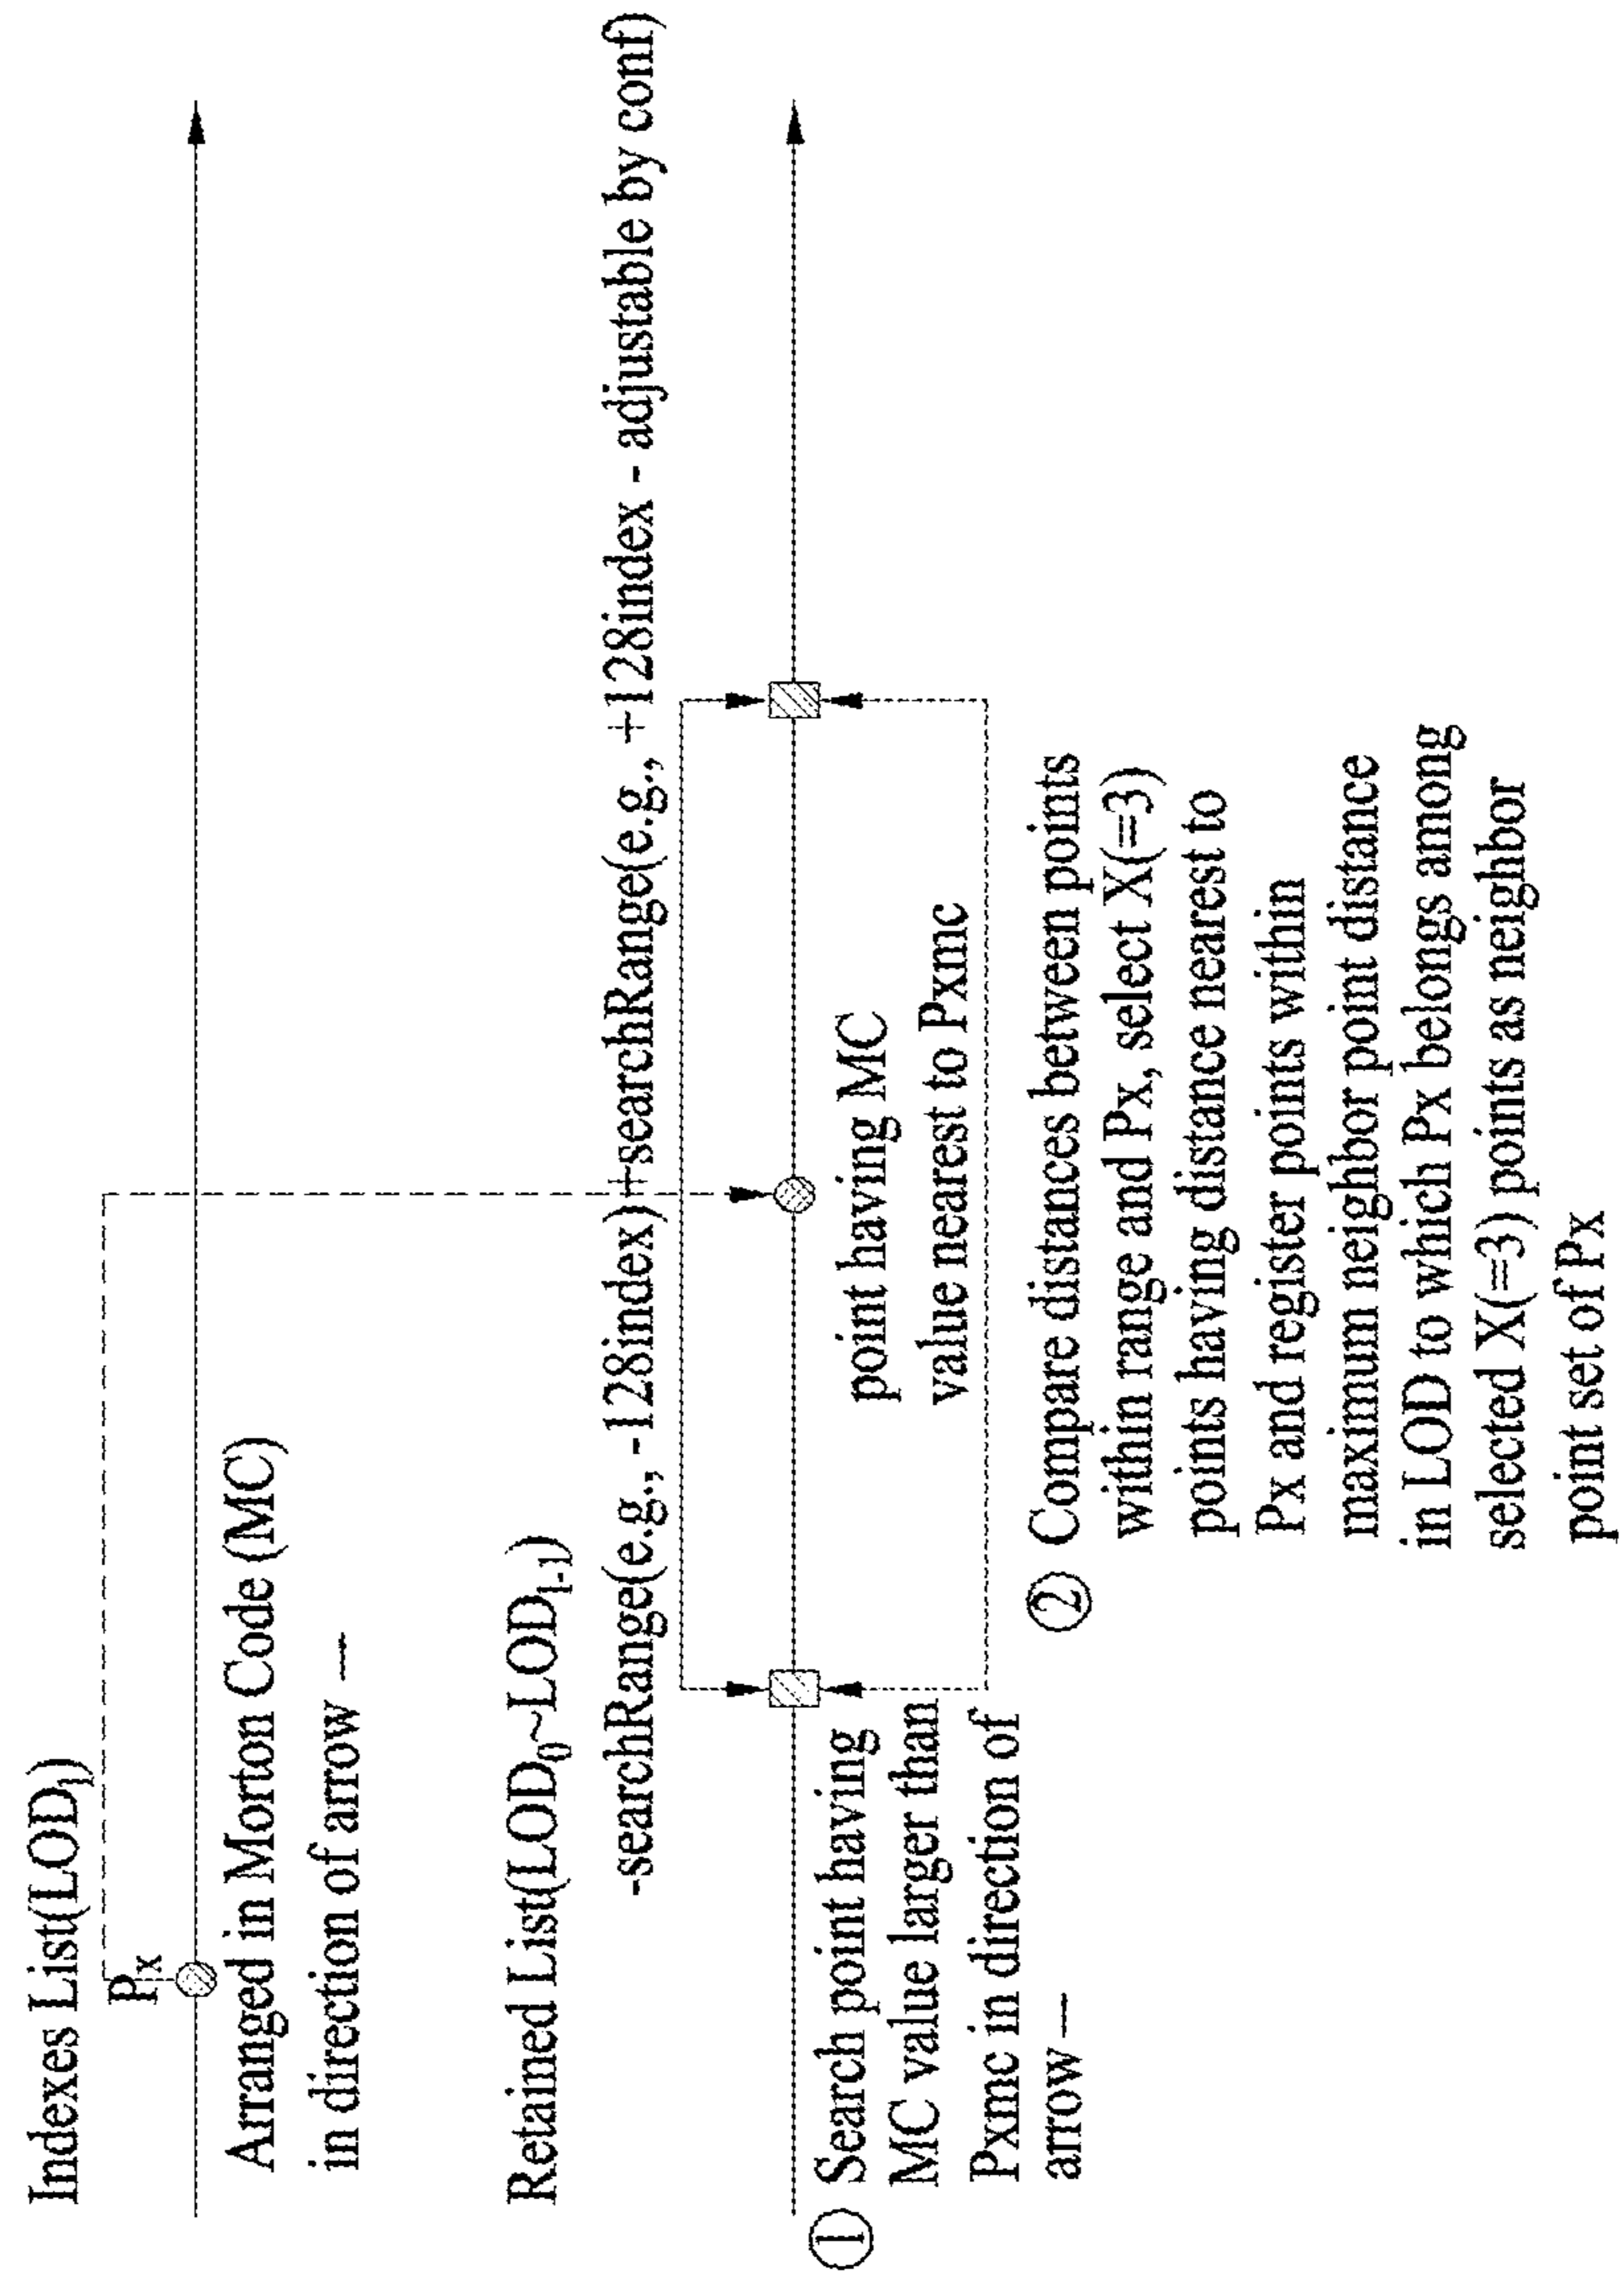 Indexes List(LODl)
Px
Arranged in Morton Code (MC)
in direction of arrow –
Retained List(LOD0~LODl-1)
-searchRange(e.g., -128index)+searchRange(e.g., +128index - adjustable by conf)
① Search point having
MC value larger than
Pxmc in direction of
arrow –
point having MC
value nearest to Pxmc
② Compare distances between points
within range and Px, select X(=3)
points having distance nearest to
Px and register points within
maximum neighbor point distance
in LOD to which Px belongs among
selected X(=3) points as neighbor
point set of Px